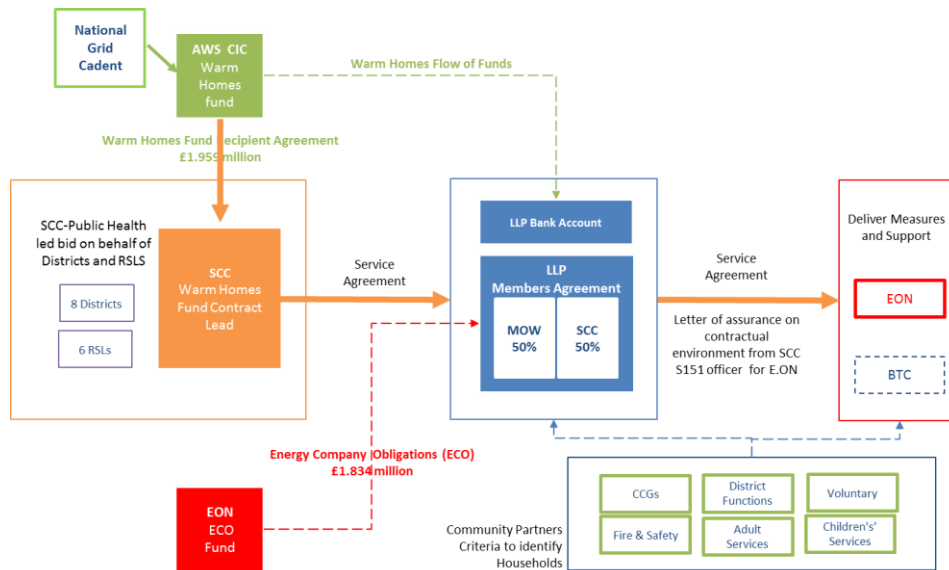 National
Grid
Cadent
AWS CIC
Warm
Homes
fund
Warm Homes Flow of Funds
Warm Homes Fund Recipient Agreement
£1.959 million
SCC-Public Health
led bid on behalf of
Districts and RSLS
8 Districts
6 RSLs
SCC
Warm Homes
Fund Contract
Lead
Service
Agreement
LLP Bank Account
LLP
Members Agreement
MOW
50%
SCC
50%
Service
Agreement
Letter of assurance on
contractual
environment from SCC
S151 officer for E.ON
Deliver Measures
and Support
EON
BTC
Energy Company Obligations (ECO)
£1.834 million
EON
ECO
Fund
Community Partners
Criteria to identify
Households
CCGs
District
Functions
Voluntary
Fire & Safety
Adult
Services
Children's'
Services